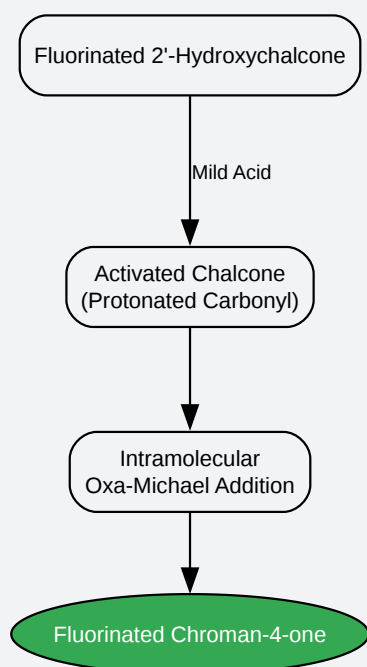 Fluorinated 2'-Hydroxychalcone
Mild Acid
Activated Chalcone
(Protonated Carbonyl)
Intramolecular
Oxa-Michael Addition
Fluorinated Chroman-4-one